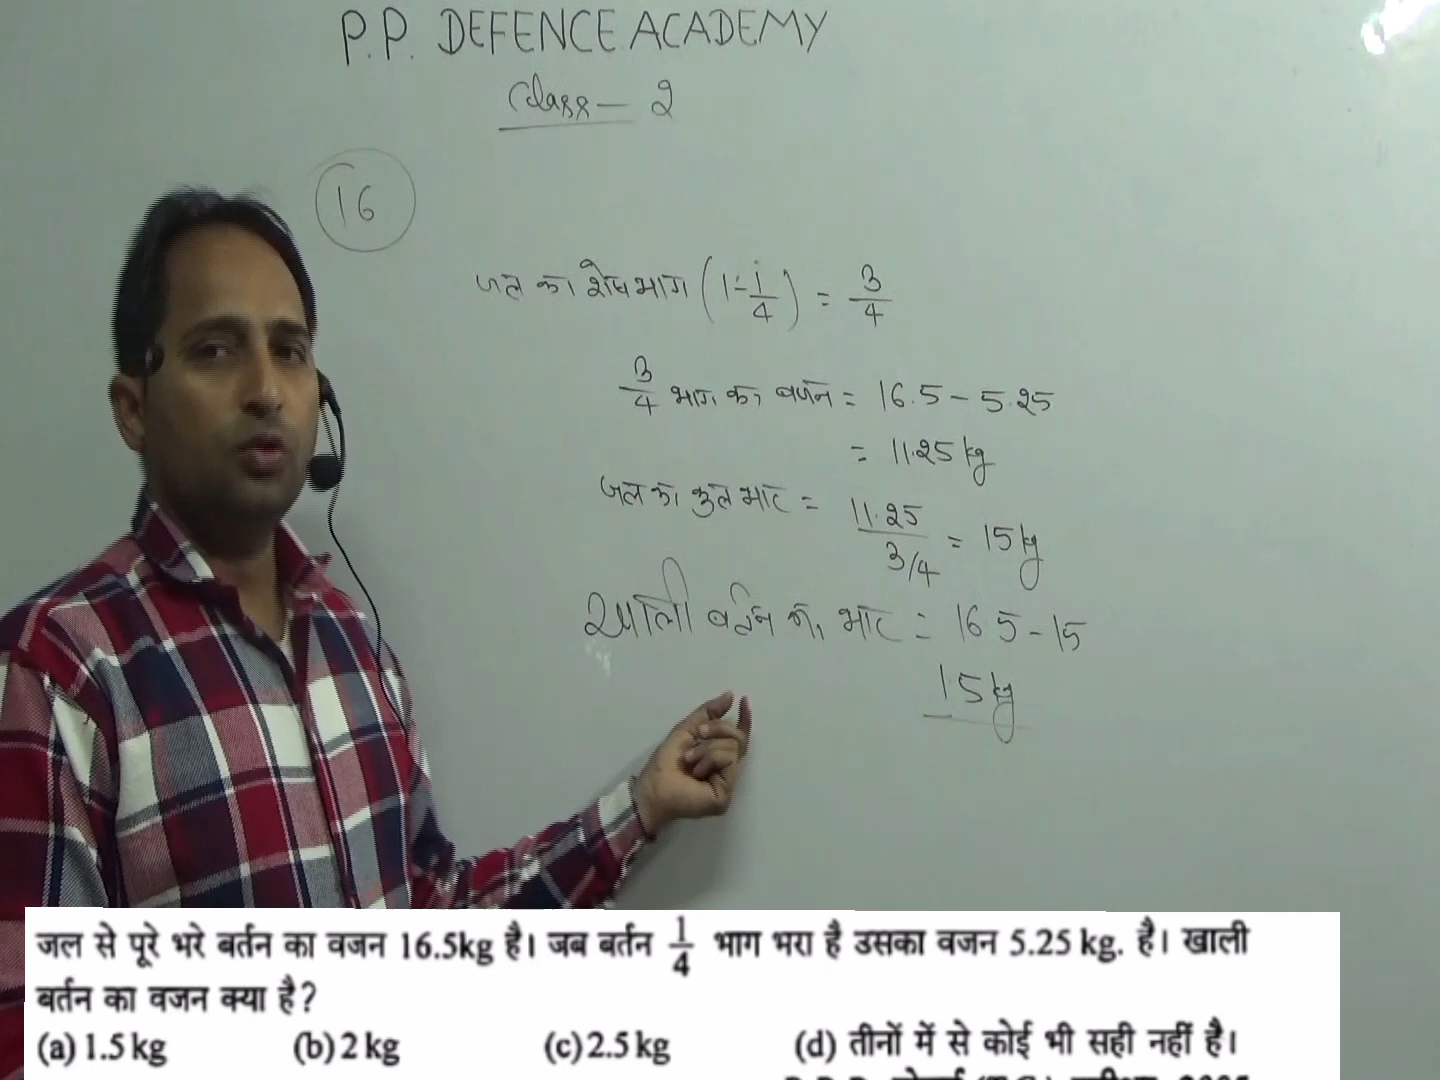 P.P. DEFENCE ACADEMY
Class - 2
16
जल का शेष भाग (1-1/4) = 3/4
3/4 भाग का वजन = 16.5 - 5.25
= 11.25 kg
जल का कुल भार = 11.25/3/4 = 15 kg
खाली बर्तन का भार = 16.5 - 15
1.5 kg
जल से पूरे भरे बर्तन का वजन 16.5kg है। जब बर्तन 1/4 भाग भरा है उसका वजन 5.25 kg. है। खाली
बर्तन का वजन क्या है?
(a) 1.5 kg (b) 2 kg (c) 2.5 kg (d) तीनों में से कोई भी सही नहीं है।